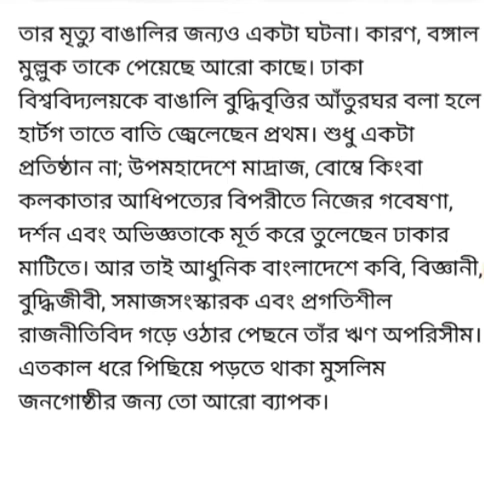 তার মৃত্যু বাঙালির জন্যও একটা ঘটনা। কারণ, বঙ্গাল
মুল্লুক তাকে পেয়েছে আরো কাছে। ঢাকা
বিশ্ববিদ্যালয়কে বাঙালি বুদ্ধিবৃত্তির আঁতুরঘর বলা হলে
হার্টগ তাতে বাতি জ্বেলেছেন প্রথম। শুধু একটা
প্রতিষ্ঠান না; উপমহাদেশে মাদ্রাজ, বোম্বে কিংবা
কলকাতার আধিপত্যের বিপরীতে নিজের গবেষণা,
দর্শন এবং অভিজ্ঞতাকে মূর্ত করে তুলেছেন ঢাকার
মাটিতে। আর তাই আধুনিক বাংলাদেশে কবি, বিজ্ঞানী,
বুদ্ধিজীবী, সমাজসংস্কারক এবং প্রগতিশীল
রাজনীতিবিদ গড়ে ওঠার পেছনে তাঁর ঋণ অপরিসীম।
এতকাল ধরে পিছিয়ে পড়তে থাকা মুসলিম
জনগোষ্ঠীর জন্য তো আরো ব্যাপক।